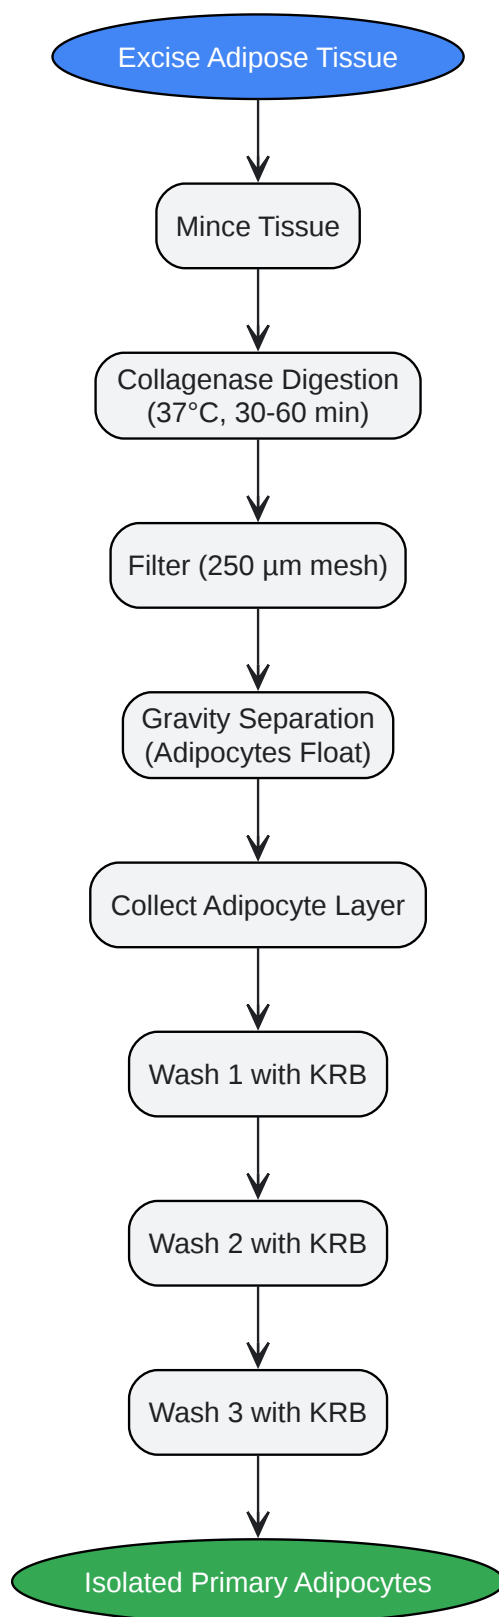 Excise Adipose Tissue
Mince Tissue
Collagenase Digestion
(37°C, 30-60 min)
Filter (250 µm mesh)
Gravity Separation
(Adipocytes Float)
Collect Adipocyte Layer
Wash 1 with KRB
Wash 2 with KRB
Wash 3 with KRB
Isolated Primary Adipocytes